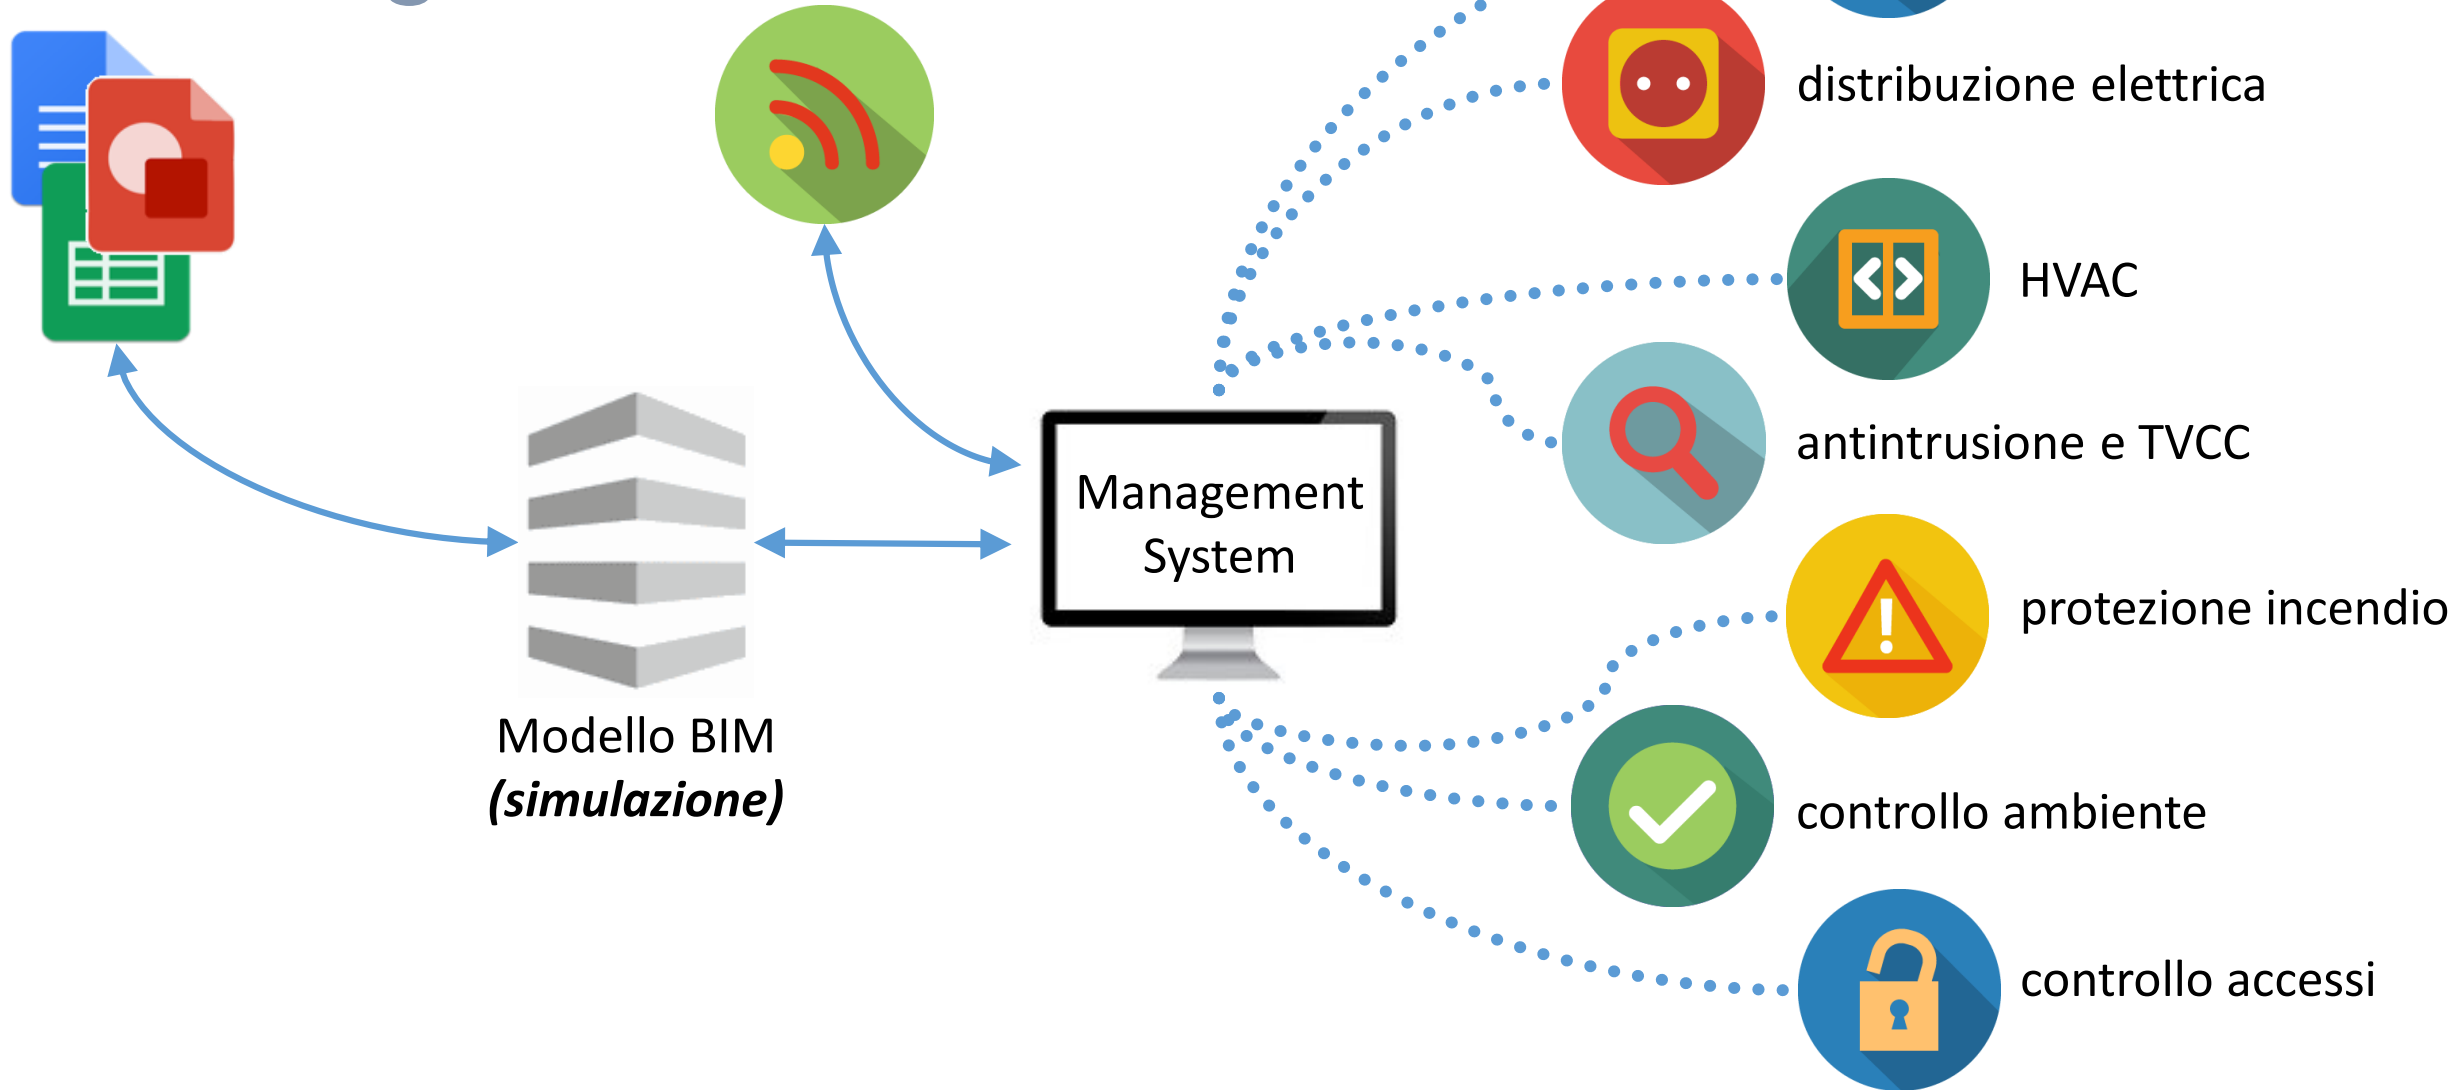 distribuzione elettrica
HVAC
antintrusione e TVCC
Management
System
protezione incendio
Modello BIM
(simulazione)
controllo ambiente
controllo accessi